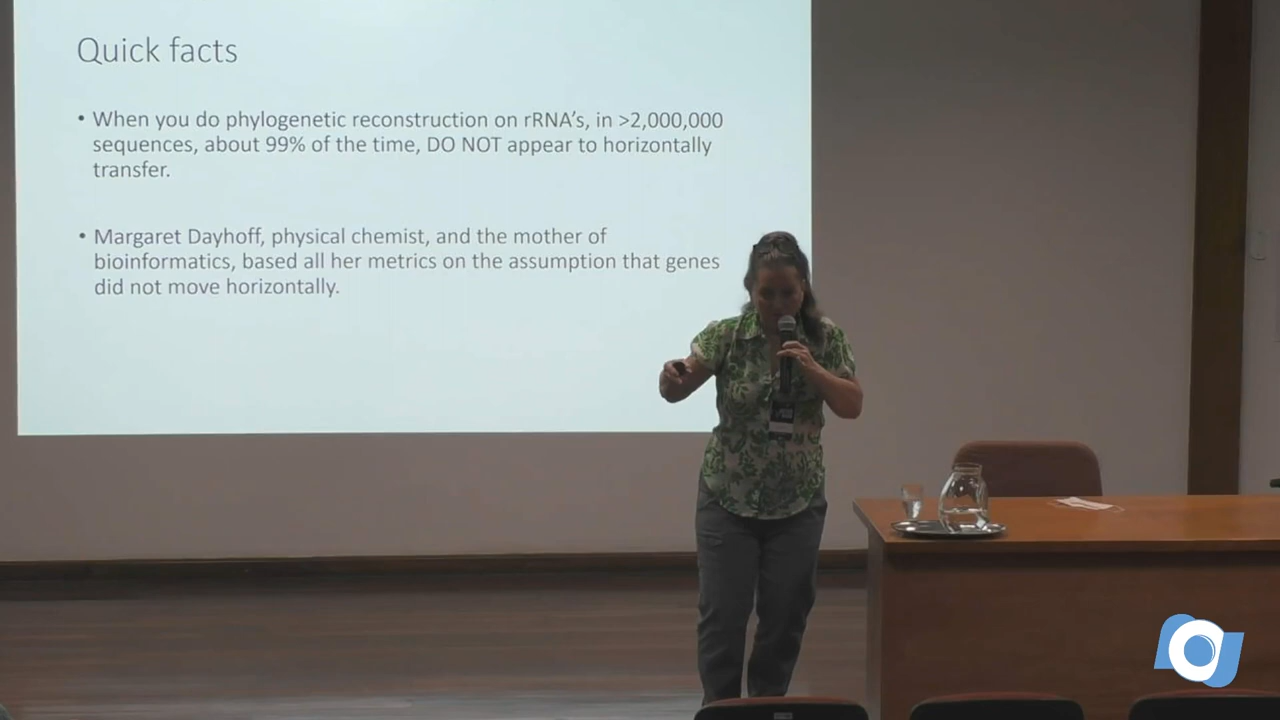 Quick facts
• When you do phylogenetic reconstruction on rRNA's, in >2,000,000
sequences, about 99% of the time, DO NOT appear to horizontally
transfer.
• Margaret Dayhoff, physical chemist, and the mother of
bioinformatics, based all her metrics on the assumption that genes
did not move horizontally.